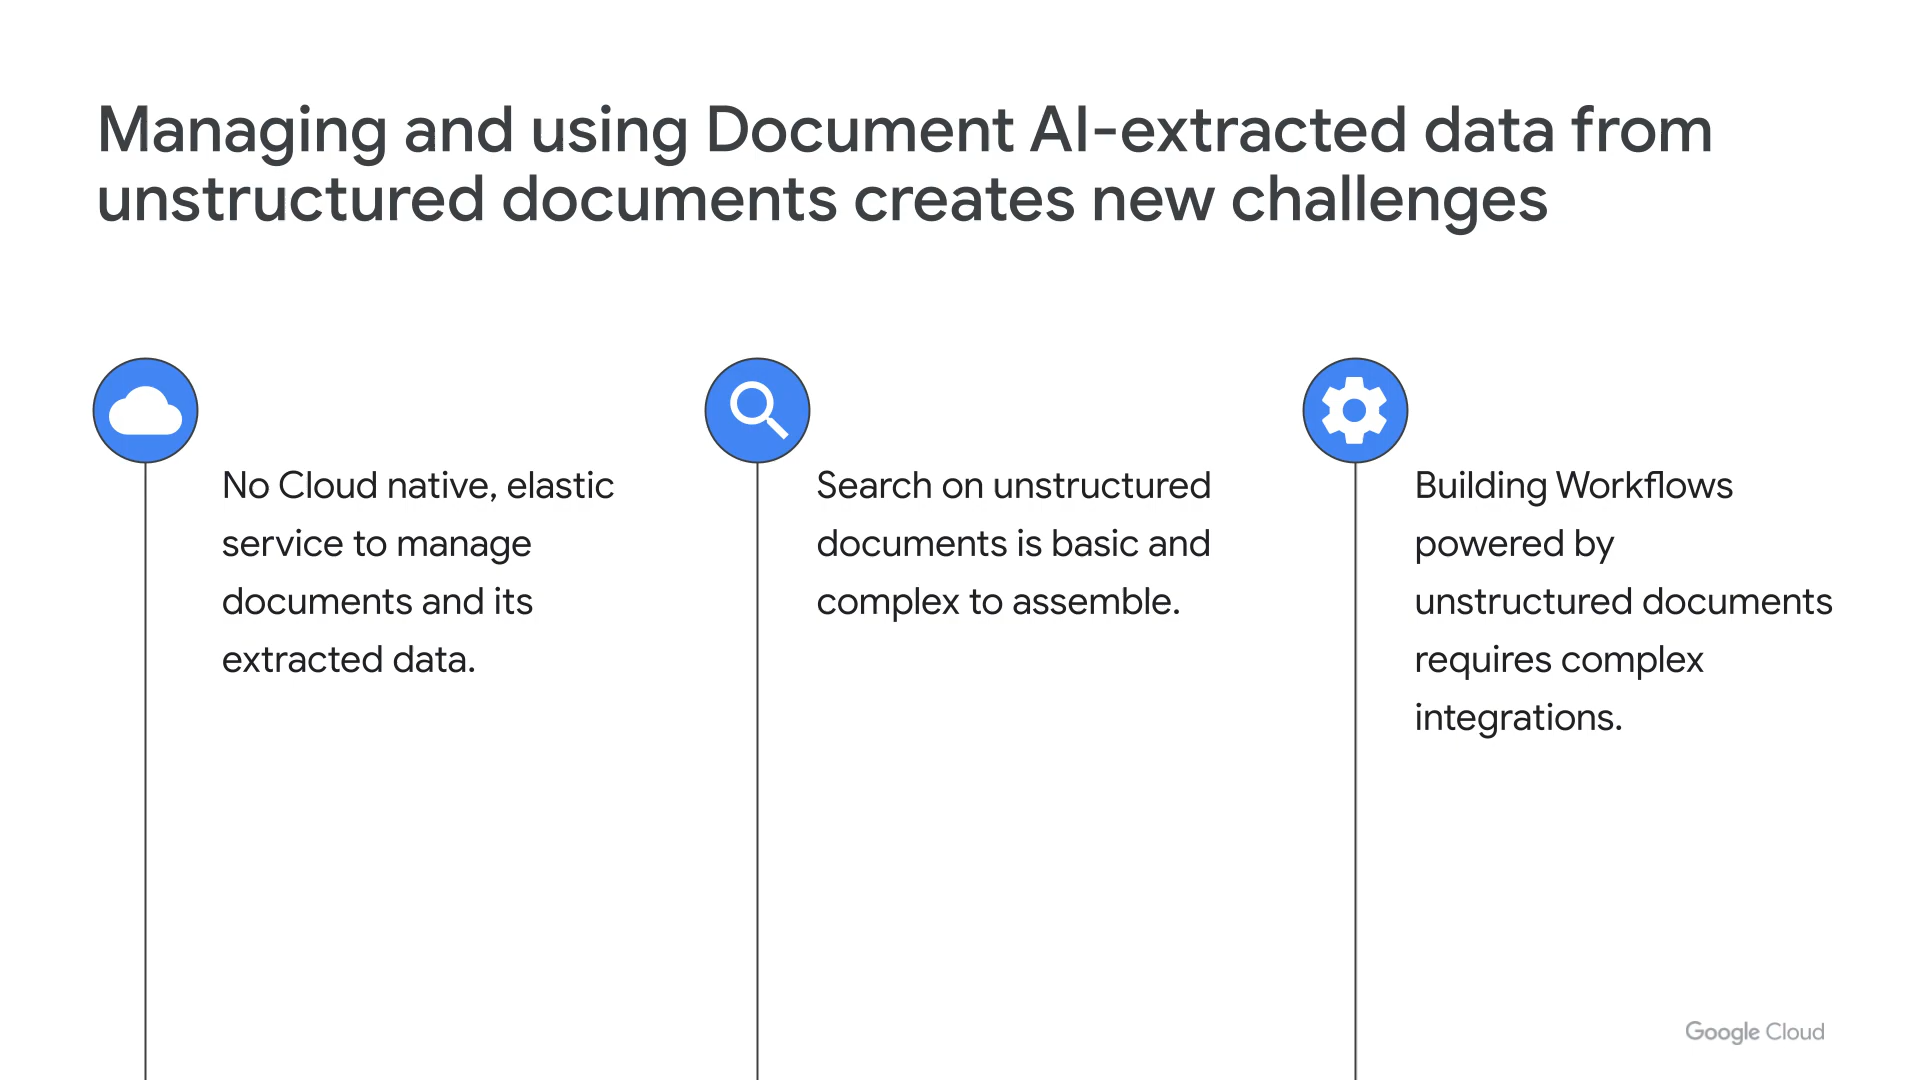 Managing and using Document AI-extracted data from
unstructured documents creates new challenges
No Cloud native, elastic
service to manage
documents and its
extracted data.
Search on unstructured
documents is basic and
complex to assemble.
Building Workflows
powered by
unstructured documents
requires complex
integrations.
Google Cloud